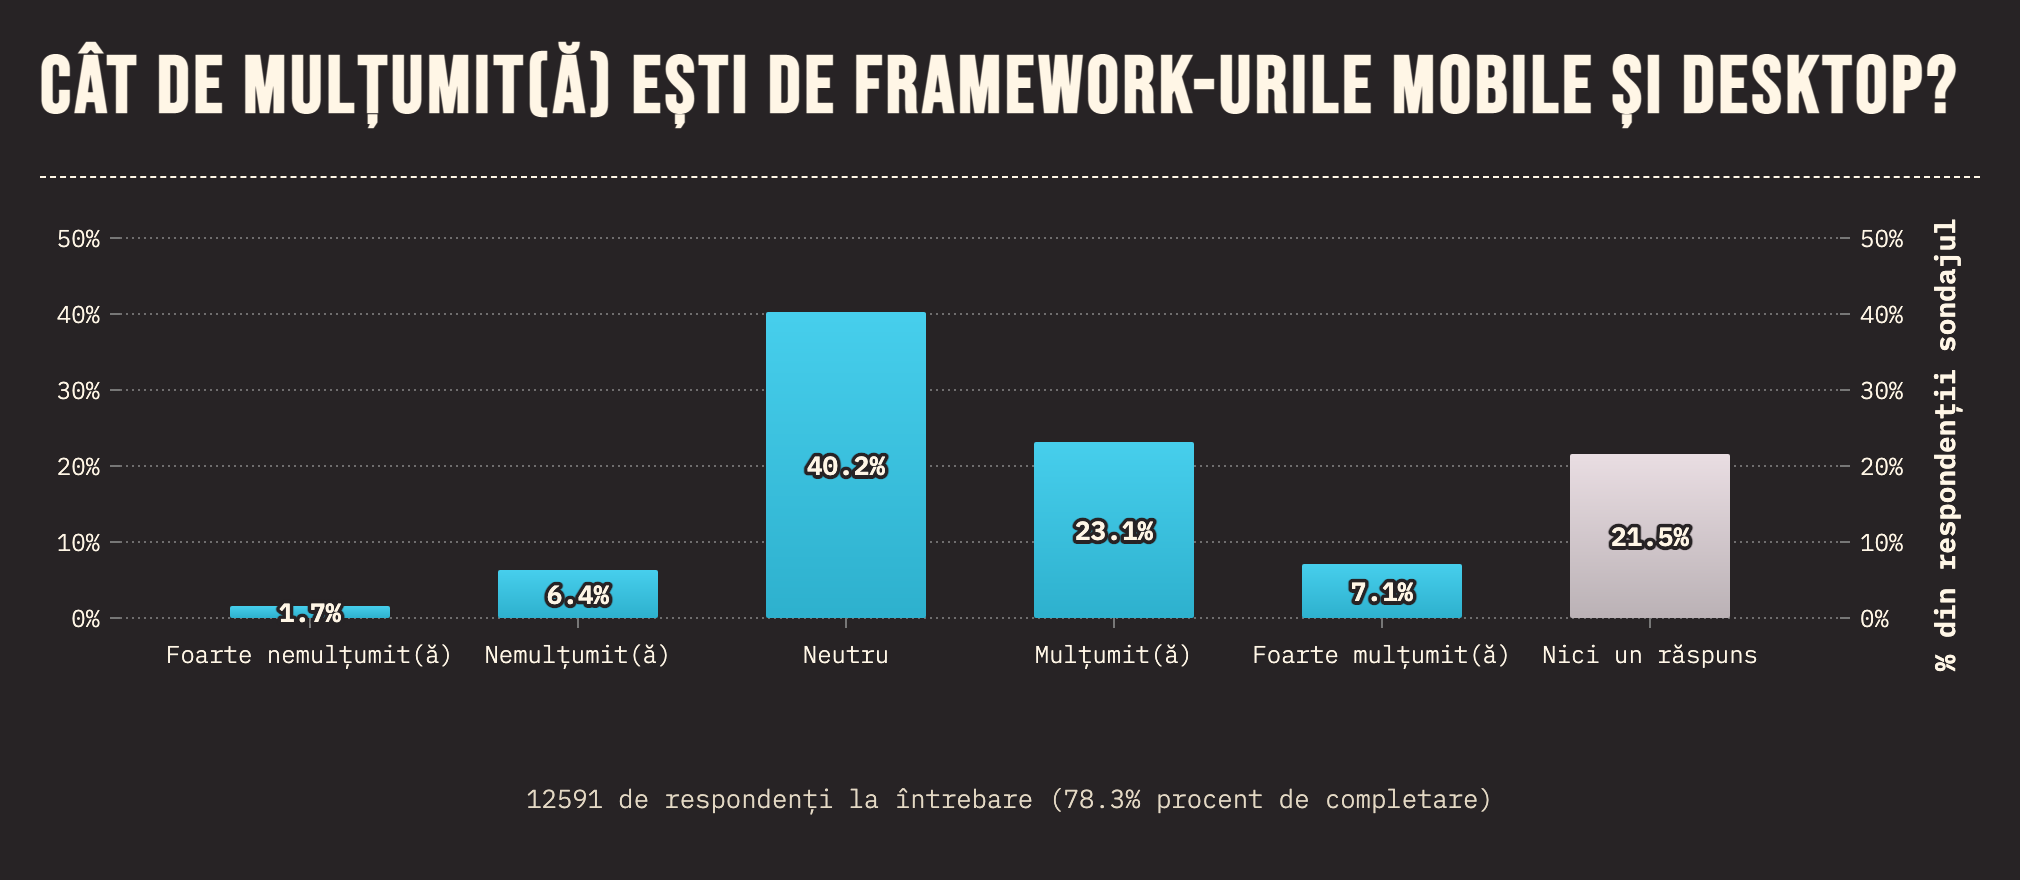 CÂT DE MULȚUMIT(Ă) EȘTI DE FRAMEWORK-URILE MOBILE ȘI DESKTOP?
50% 50%
40% 40%
30% 30%
20% 20%
10% 10%
0% 0%
1.7% 6.4% 40.2% 23.1% 7.1% 21.5%
Foarte nemulțumit(ă) Nemulțumit(ă) Neutru Mulțumit(ă) Foarte mulțumit(ă) Nici un răspuns
% din respondenții sondajul
12591 de respondenți la întrebare (78.3% procent de completare)